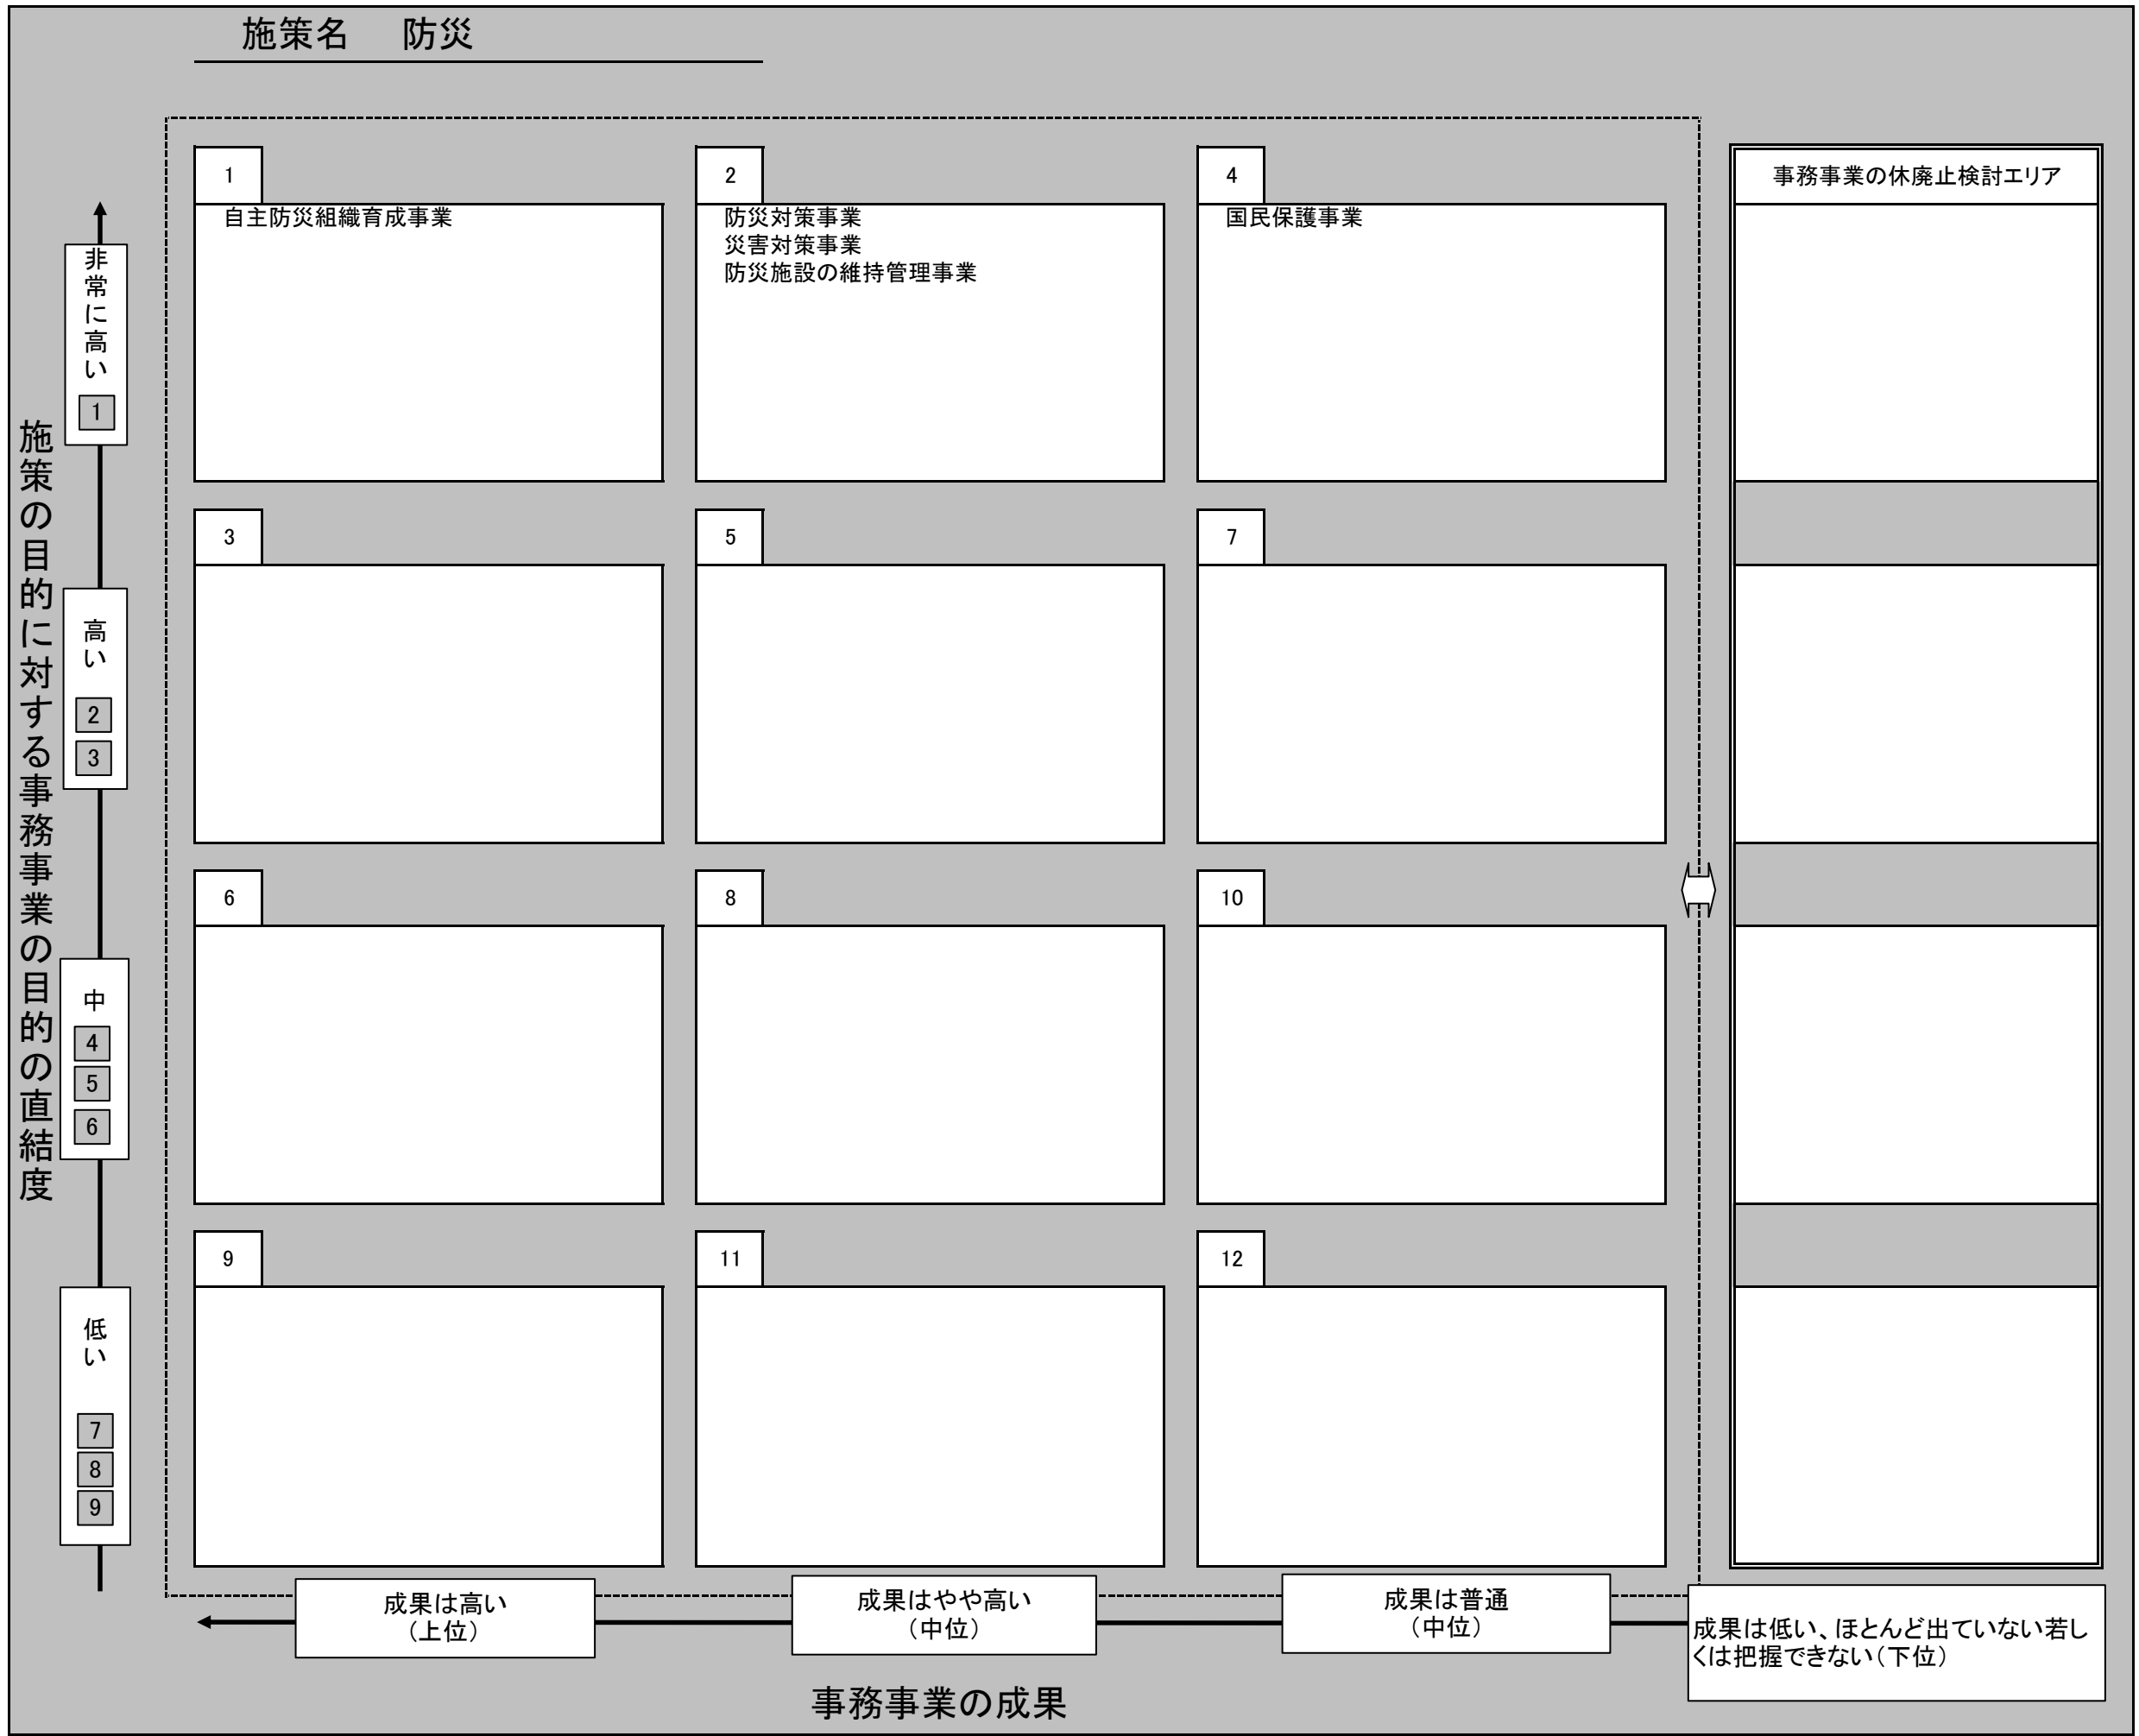 施策名　防災
1
2
4
事務事業の休廃止検討エリア
自主防災組織育成事業
防災対策事業
災害対策事業
防災施設の維持管理事業
国民保護事業
施策の目的に対する事務事業の目的の直結度
非常に高い
1
3
5
7
高い
2
3
6
8
10
中
4
5
6
9
11
12
低い
7
8
9
成果は高い
（上位）
成果はやや高い
（中位）
成果は普通
（中位）
成果は低い、ほとんど出ていない若し
くは把握できない（下位）
事務事業の成果